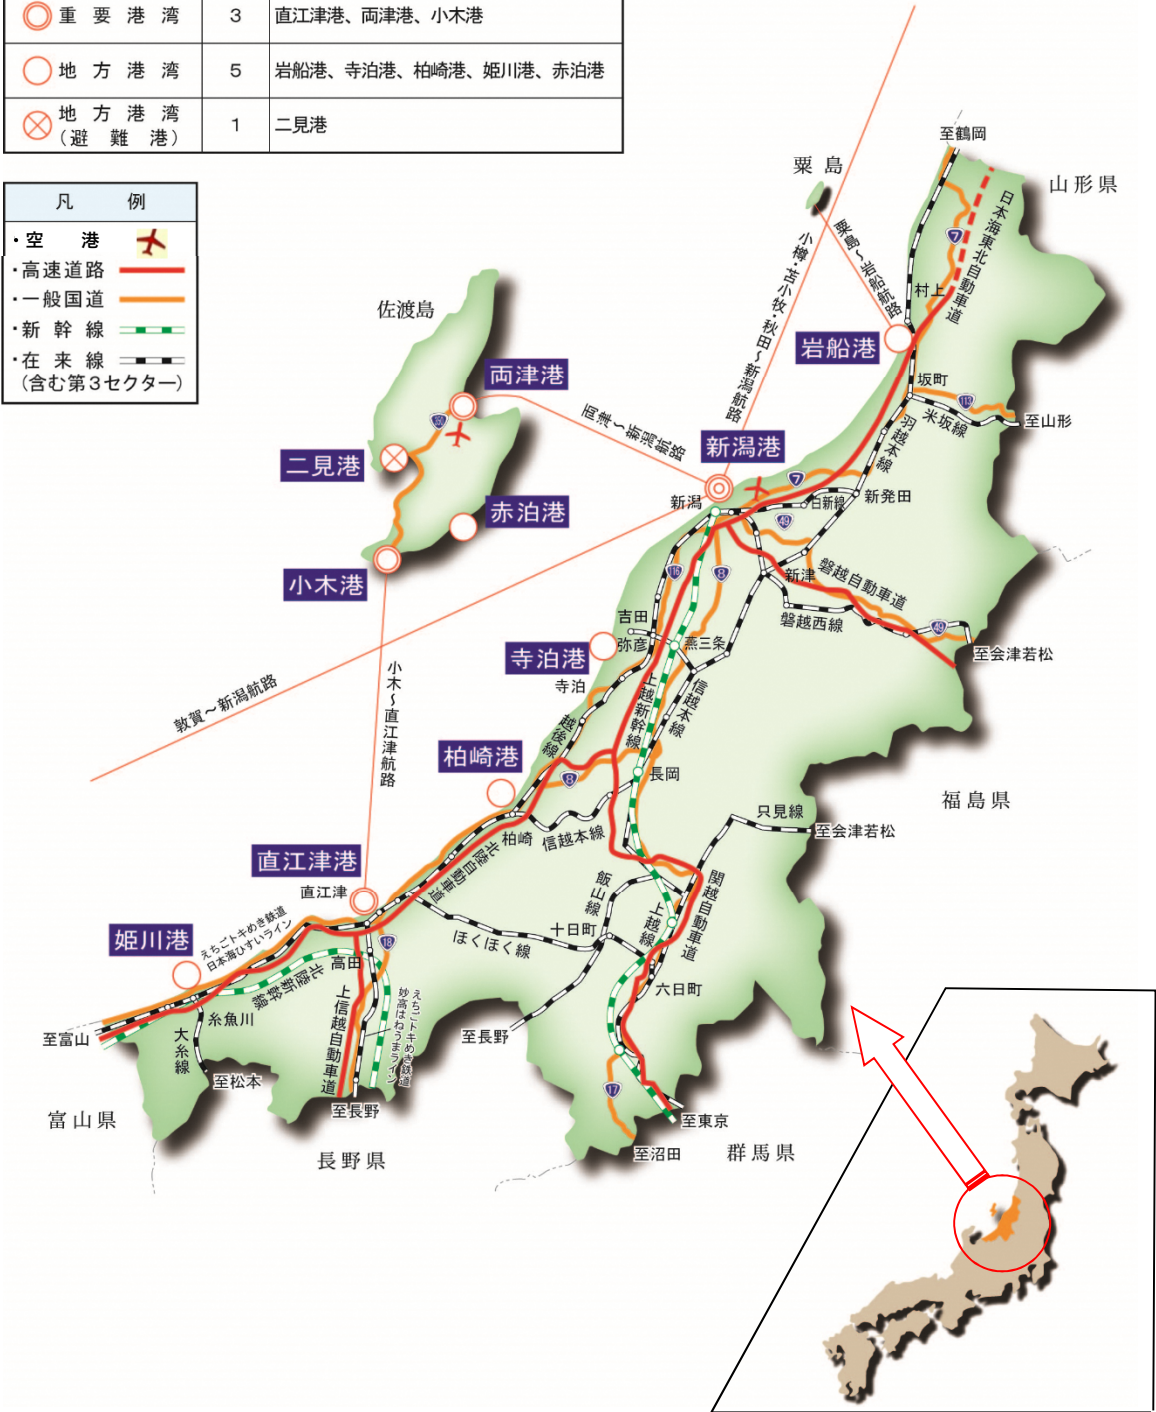 重要港湾 3 直江津港、両津港、小木港
地方港湾 5 岩船港、寺泊港、柏崎港、姫川港、赤泊港
地方港湾
(避難港) 1 二見港
凡 例
・空 港
・高速道路
・一般国道
・新幹線
・在来線
(含む第3セクター)
至鶴岡
粟島
山形県
日本海東北自動車道
7
粟島～岩船航路
小樽・苫小牧・秋田～新潟航路
村上
佐渡島
岩船港
両津港
坂町
113
350
両津～新潟航路
米坂線
至山形
羽越本線
新潟港
二見港
7
新潟
白新線
新発田
赤泊港
49
小木港
116
8
新津
磐越自動車道
吉田
磐越西線
49
弥彦
燕三条
至会津若松
寺泊港
寺泊
小木～直江津航路
敦賀～新潟航路
上越新幹線
信越本線
越後線
柏崎港
8
長岡
福島県
只見線
至会津若松
柏崎
信越本線
直江津港
北陸自動車道
直江津
飯山線
関越自動車道
上越線
姫川港
えちごトキめき鉄道
日本海ひすいライン
18
ほくほく線
十日町
高田
北陸新幹線
六日町
上信越自動車道
えちごトキめき鉄道
妙高はねうまライン
糸魚川
至富山
大糸線
至長野
至松本
17
至長野
富山県
至東京
至沼田
長野県
群馬県